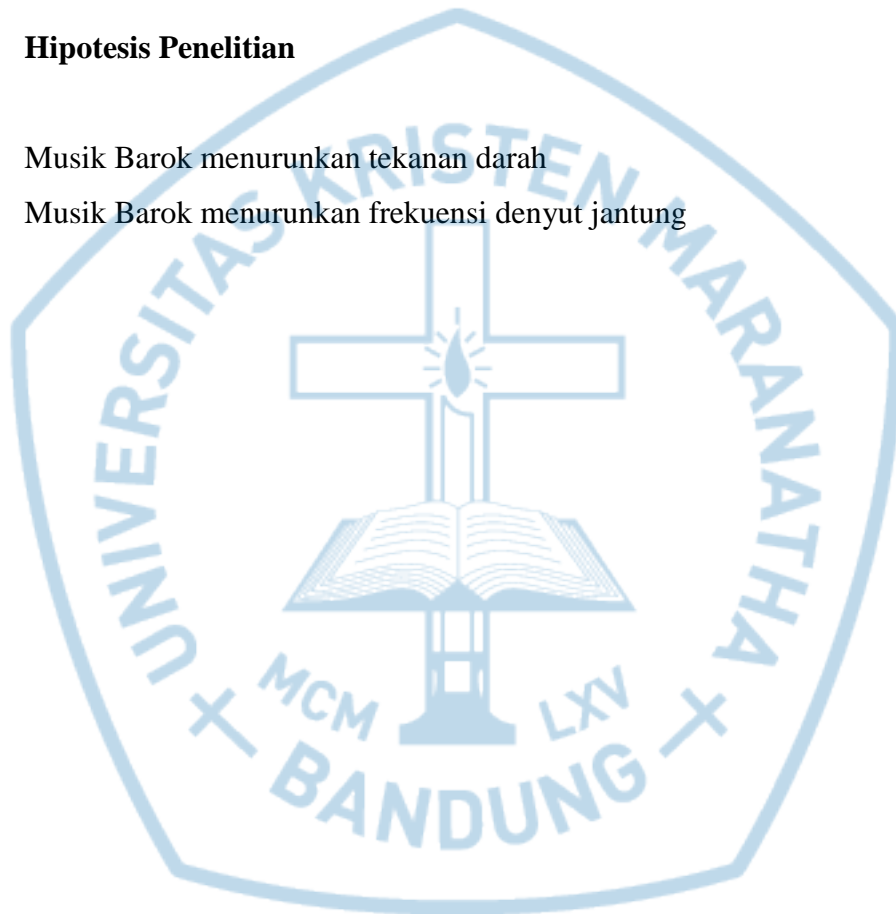 Hipotesis Penelitian
Musik Barok menurunkan tekanan darah
Musik Barok menurunkan frekuensi denyut jantung
UNIVERSITAS KRISTEN MARANATHA
MCM LXV
BANDUNG